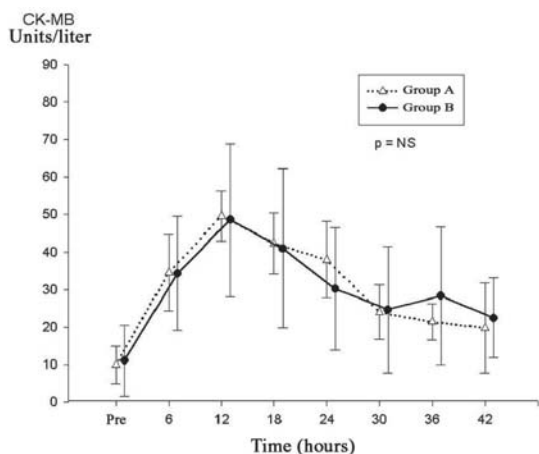 CK-MB
Units/liter
90
80
70
60
50
40
30
20
10
0
Group A
Group B
p = NS
Pre 6 12 18 24 30 36 42
Time (hours)